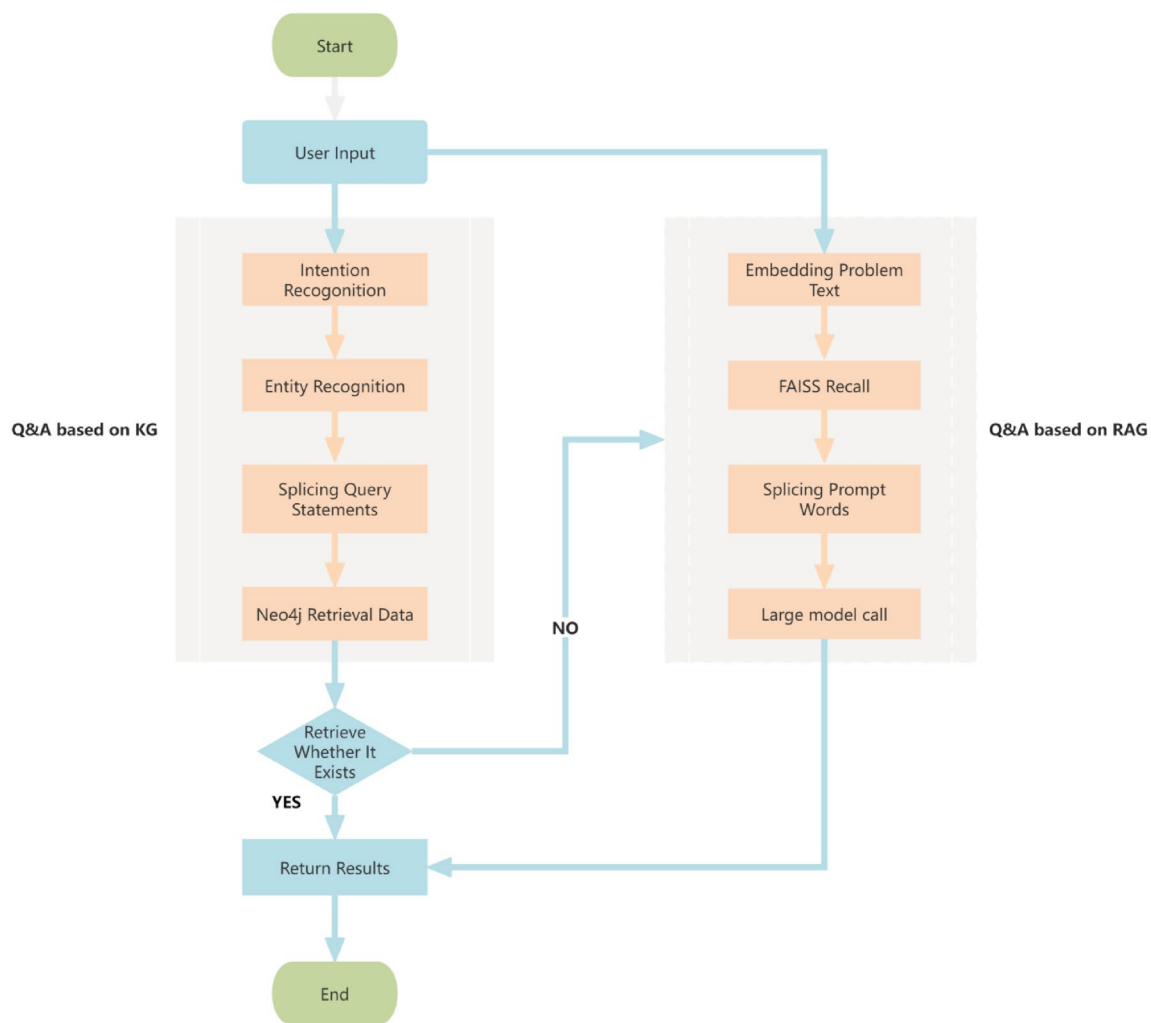 Start
User Input
Intention
Recogonition
Entity Recognition
Splicing Query
Statements
Neo4j Retrieval Data
Q&A based on KG
Retrieve
Whether It
Exists
YES
NO
Return Results
End
Embedding Problem
Text
FAISS Recall
Splicing Prompt
Words
Large model call
Q&A based on RAG